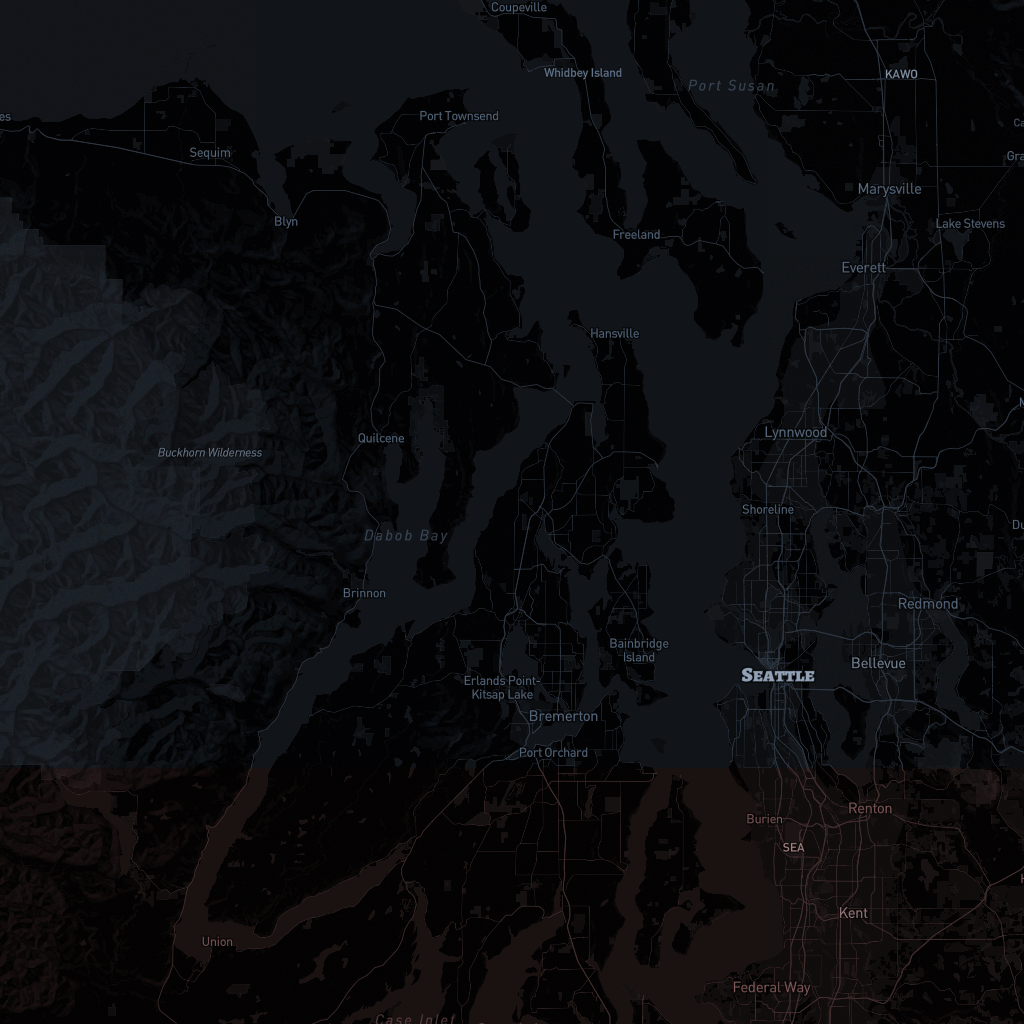 Coupeville
Whidbey Island
KAWO
Port Susan
Port Townsend
Sequim
Marysville
Blyn
Lake Stevens
Freeland
Everett
Hansville
Lynnwood
Quilcene
Buckhorn Wilderness
Shoreline
Dabob Bay
Brinnon
Redmond
Bainbridge
Island
Bellevue
Seattle
Erlands Point-
Kitsap Lake
Bremerton
Port Orchard
Renton
Burien
SEA
Kent
Union
Federal Way
Case Inlet